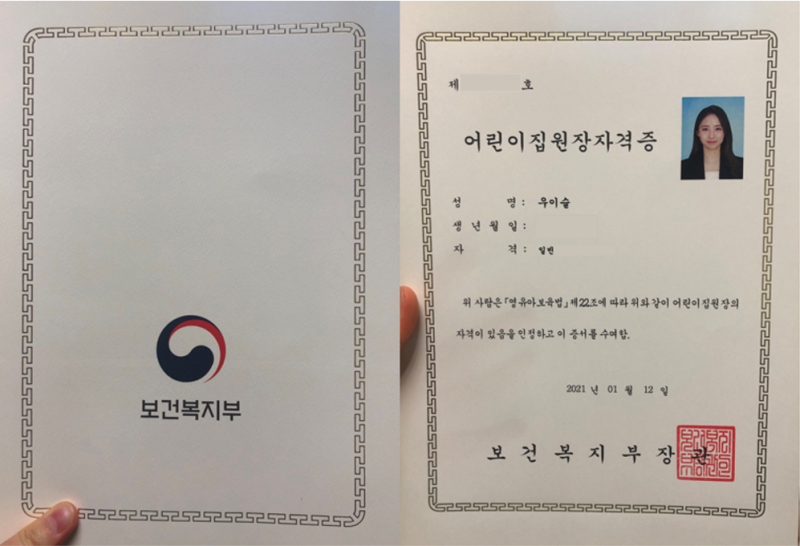 보건복지부
제 호
어린이집원장자격증
성 명 : 우이슬
생 년 월 일 :
자 격 : 일반
위 사람은 「영유아보육법」 제22조에 따라 위와 같이 어린이집원장의
자격이 있음을 인정하고 이 증서를 수여함.
2021 년 01 월 12 일
보 건 복 지 부 장 관